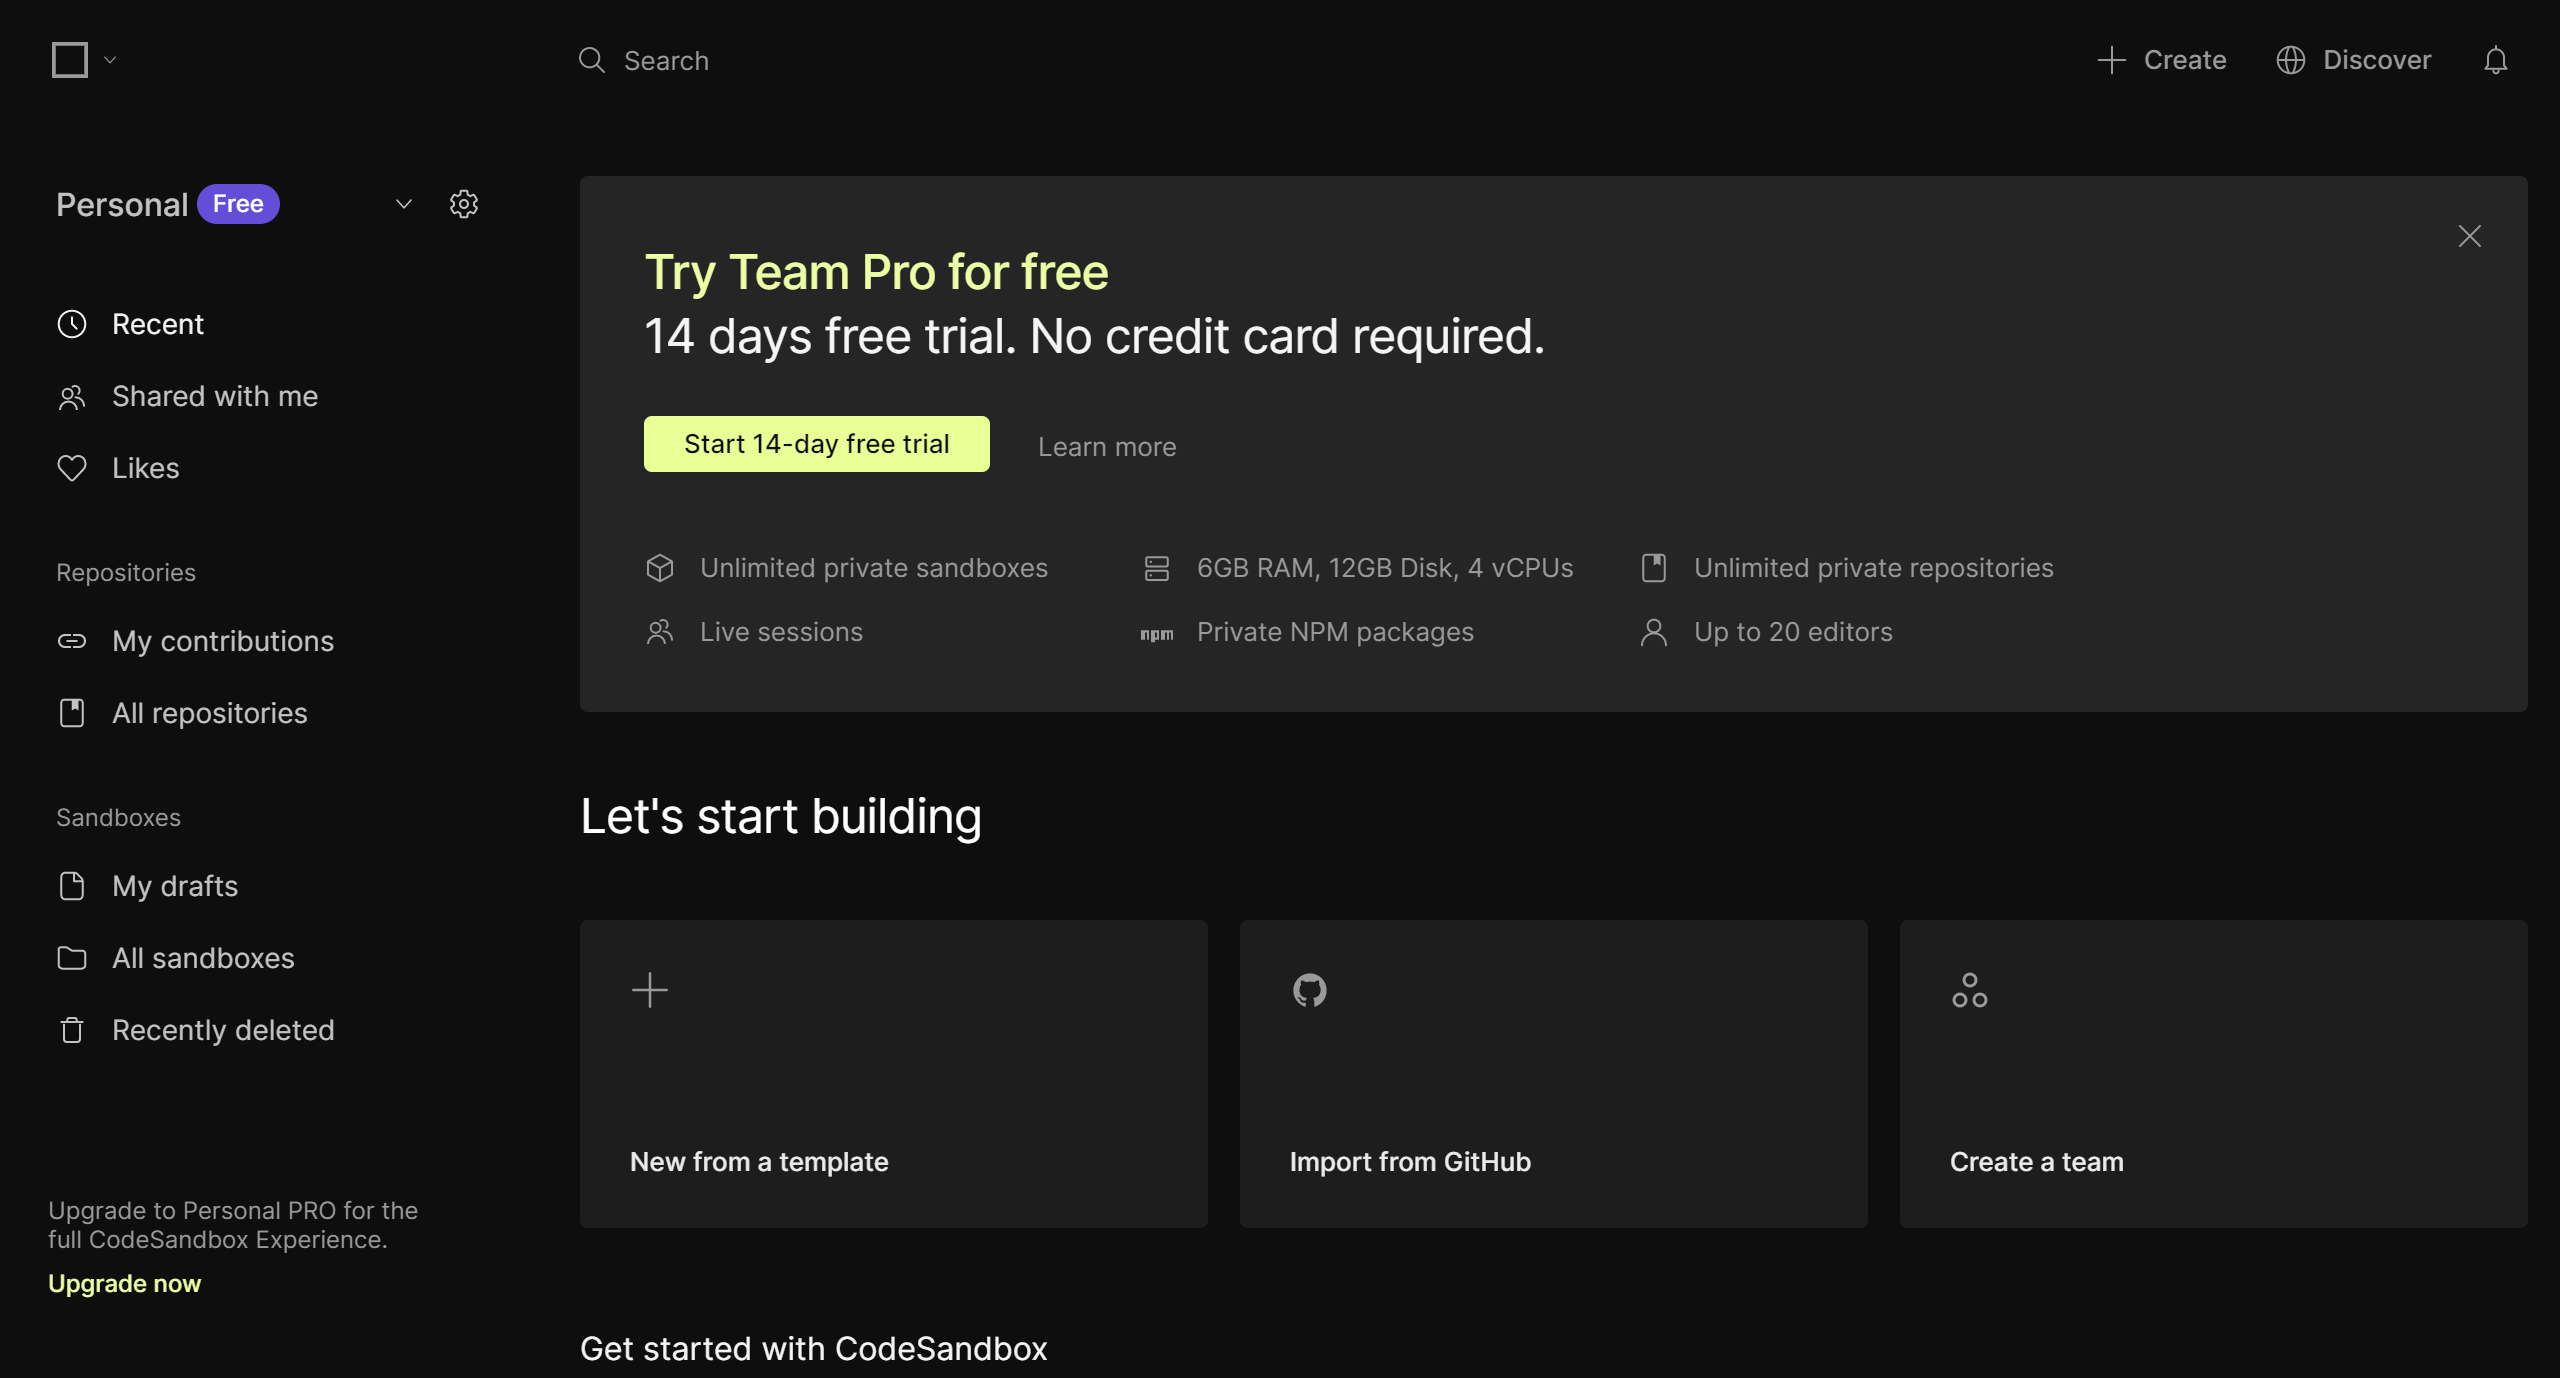 Search
Create
Discover
Personal Free
Recent
Shared with me
Likes
Repositories
My contributions
All repositories
Sandboxes
My drafts
All sandboxes
Recently deleted
Upgrade to Personal PRO for the
full CodeSandbox Experience.
Upgrade now
Try Team Pro for free
14 days free trial. No credit card required.
Start 14-day free trial
Learn more
Unlimited private sandboxes
6GB RAM, 12GB Disk, 4 vCPUs
Unlimited private repositories
Live sessions
npm Private NPM packages
Up to 20 editors
Let's start building
New from a template
Import from GitHub
Create a team
Get started with CodeSandbox